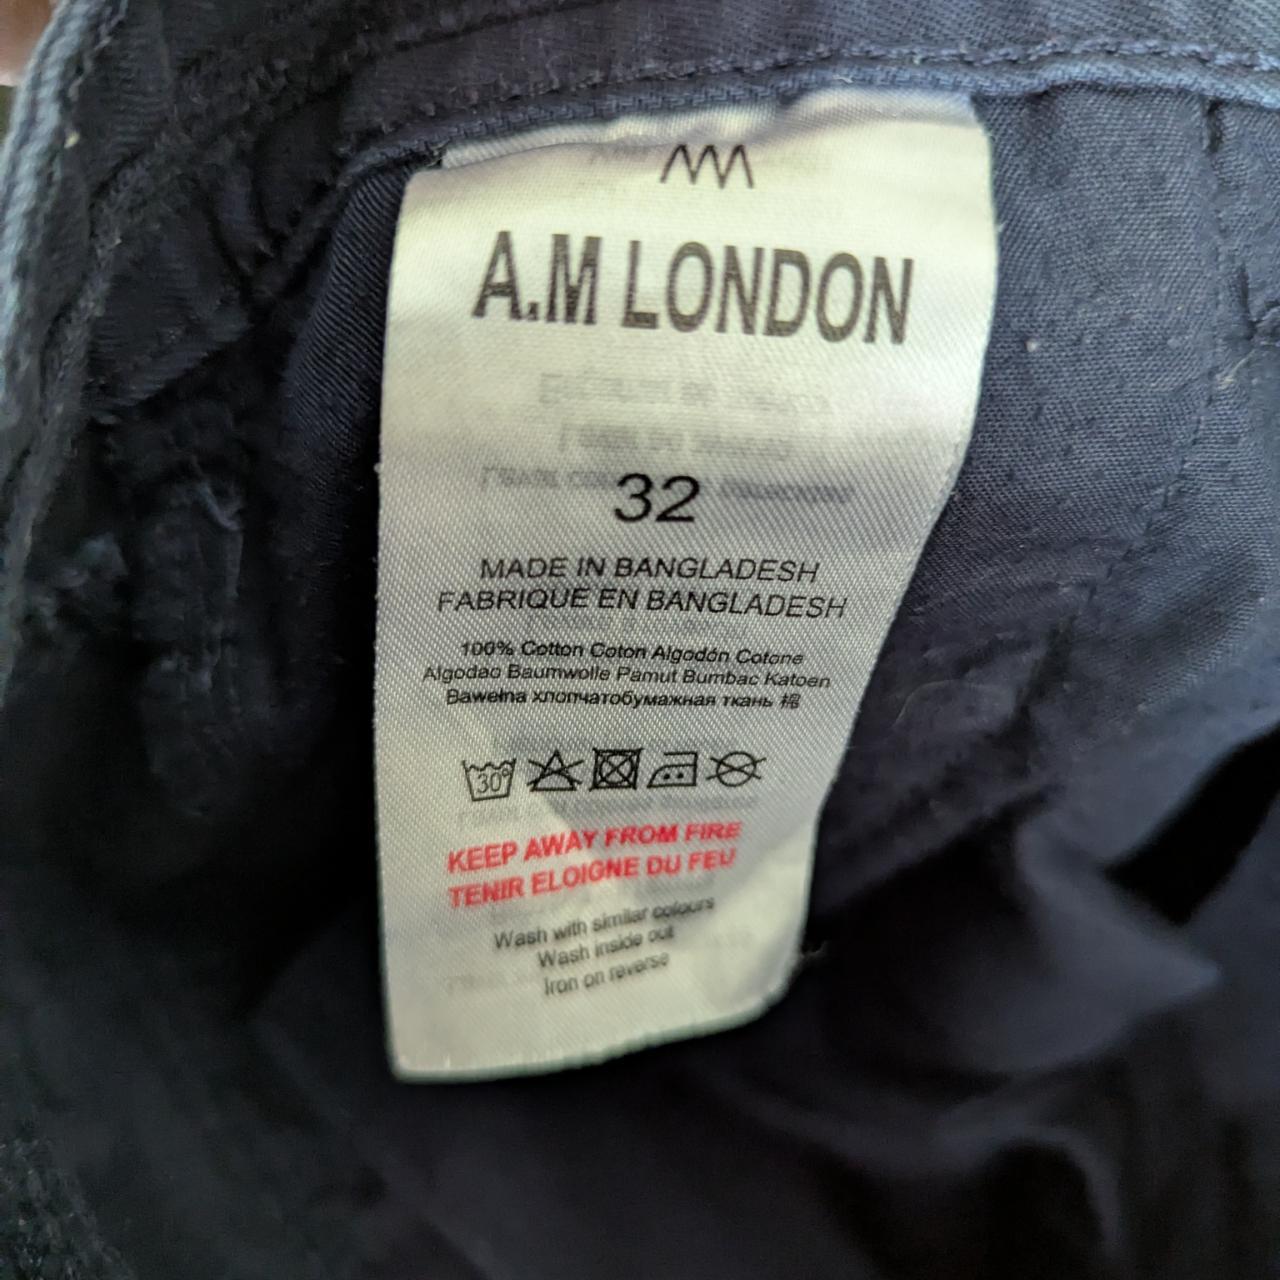 A.M LONDON
32
MADE IN BANGLADESH
FABRIQUE EN BANGLADESH
100% Cotton Coton Algodón Cotone
Algodao Baumwolle Pamut Bumbac Katoen
Bawełna хлопчатобумажная ткань 棉
30°
KEEP AWAY FROM FIRE
TENIR ELOIGNE DU FEU
Wash with similar colours
Wash inside out
Iron on reverse